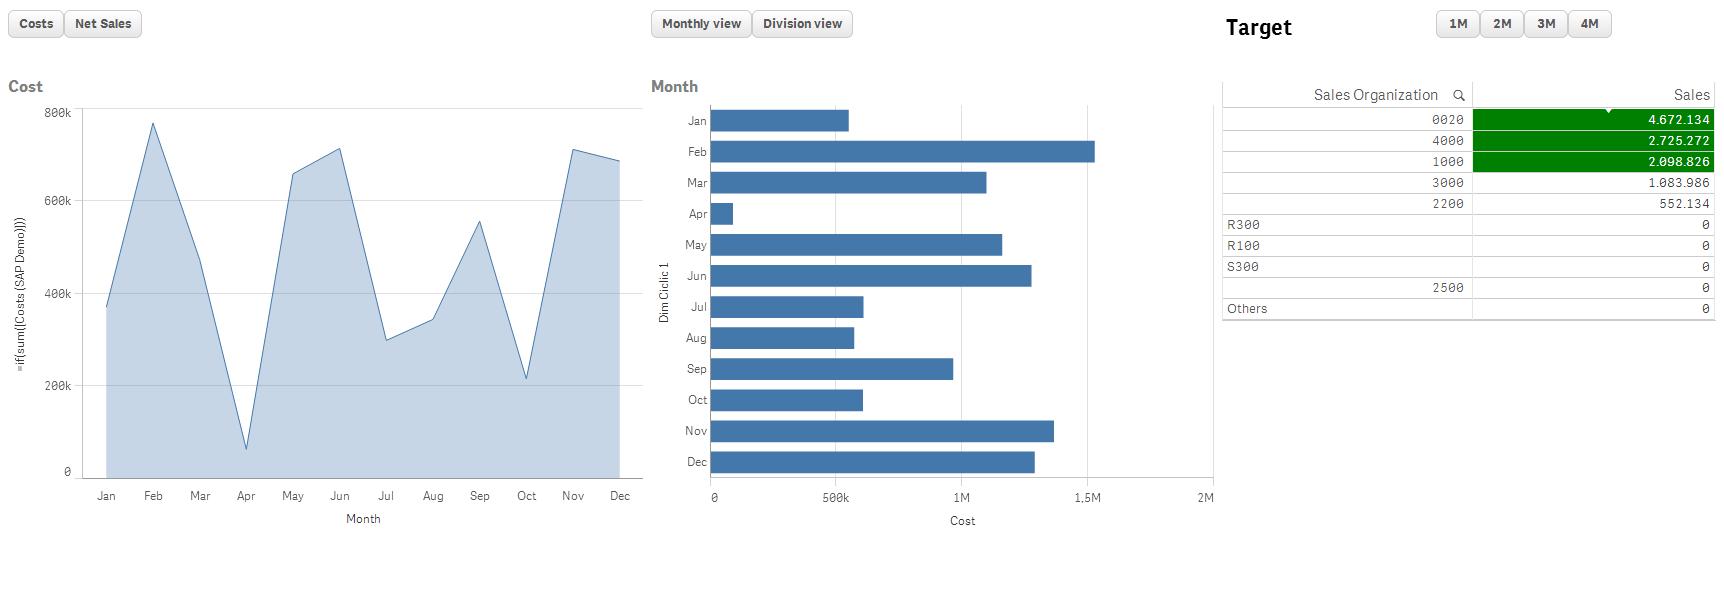 Costs Net Sales
Monthly view Division view
Target
1M 2M 3M 4M
Cost
800k
600k
400k
200k
0
=if(sum([Costs (SAP Demo)]))
Jan Feb Mar Apr May Jun Jul Aug Sep Oct Nov Dec
Month
Month
Dim Ciclic 1
Jan
Feb
Mar
Apr
May
Jun
Jul
Aug
Sep
Oct
Nov
Dec
0 500k 1M 1.5M 2M
Cost
Sales Organization Sales
0020 4.672.134
4000 2.725.272
1000 2.098.826
3000 1.083.986
2200 552.134
R300 0
R100 0
S300 0
2500 0
Others 0